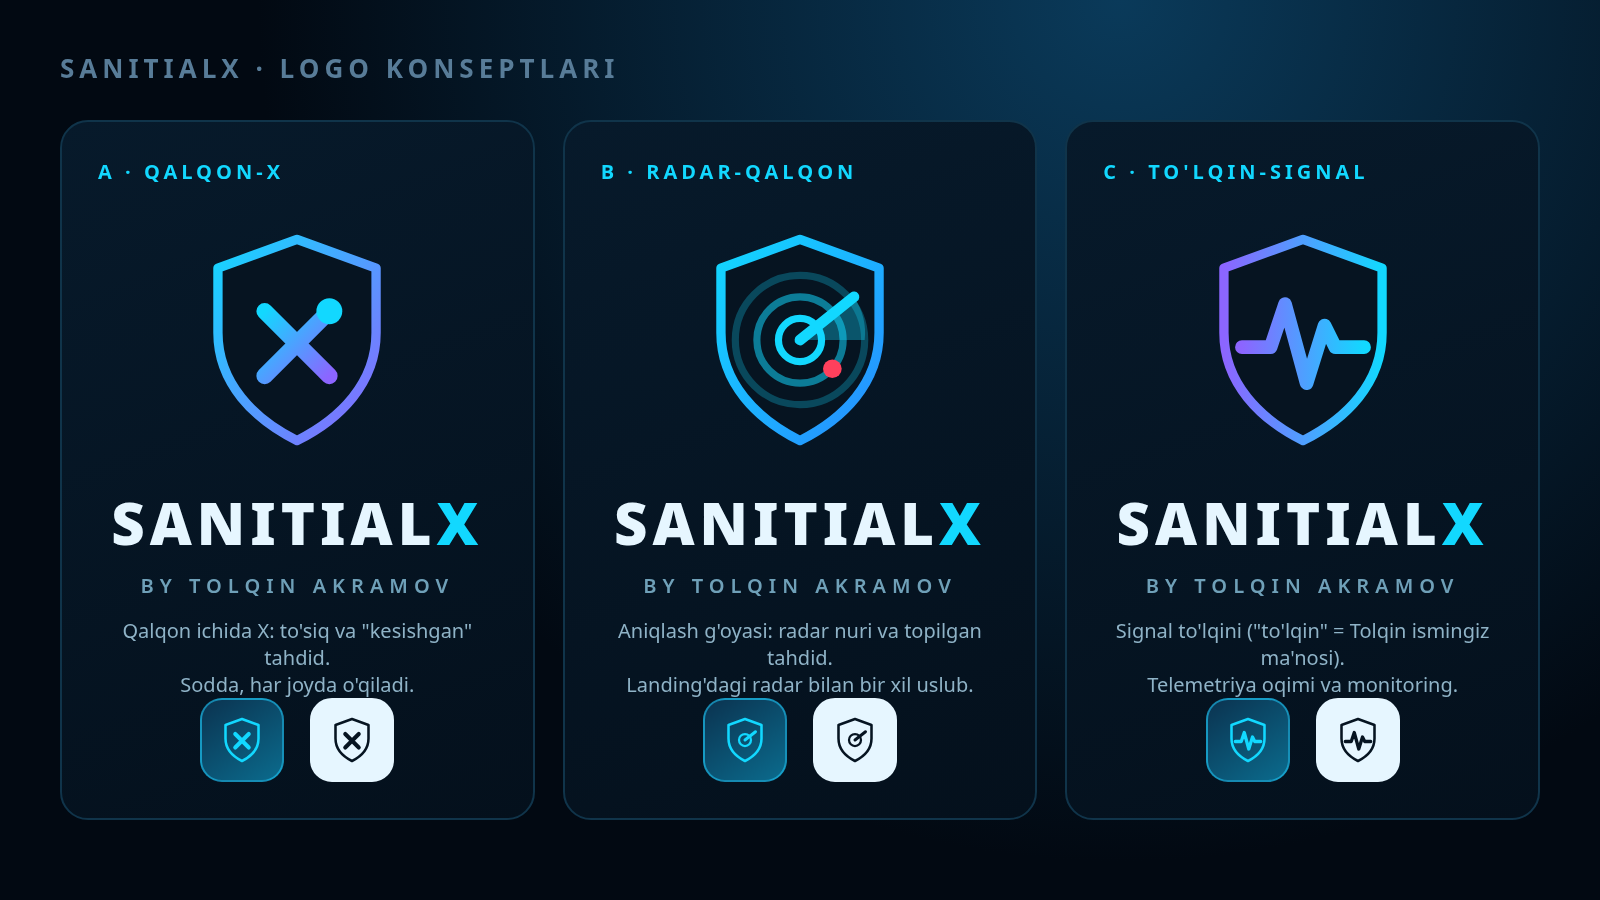 SANITIALX · LOGO KONSEPTLARI
A · QALQON-X
SANITIALX
BY TOLQIN AKRAMOV
Qalqon ichida X: to'siq va "kesishgan"
tahdid.
Sodda, har joyda o'qiladi.
B · RADAR-QALQON
SANITIALX
BY TOLQIN AKRAMOV
Aniqlash g'oyasi: radar nuri va topilgan
tahdid.
Landing'dagi radar bilan bir xil uslub.
C · TO'LQIN-SIGNAL
SANITIALX
BY TOLQIN AKRAMOV
Signal to'lqini ("to'lqin" = Tolqin ismingiz
ma'nosi).
Telemetriya oqimi va monitoring.